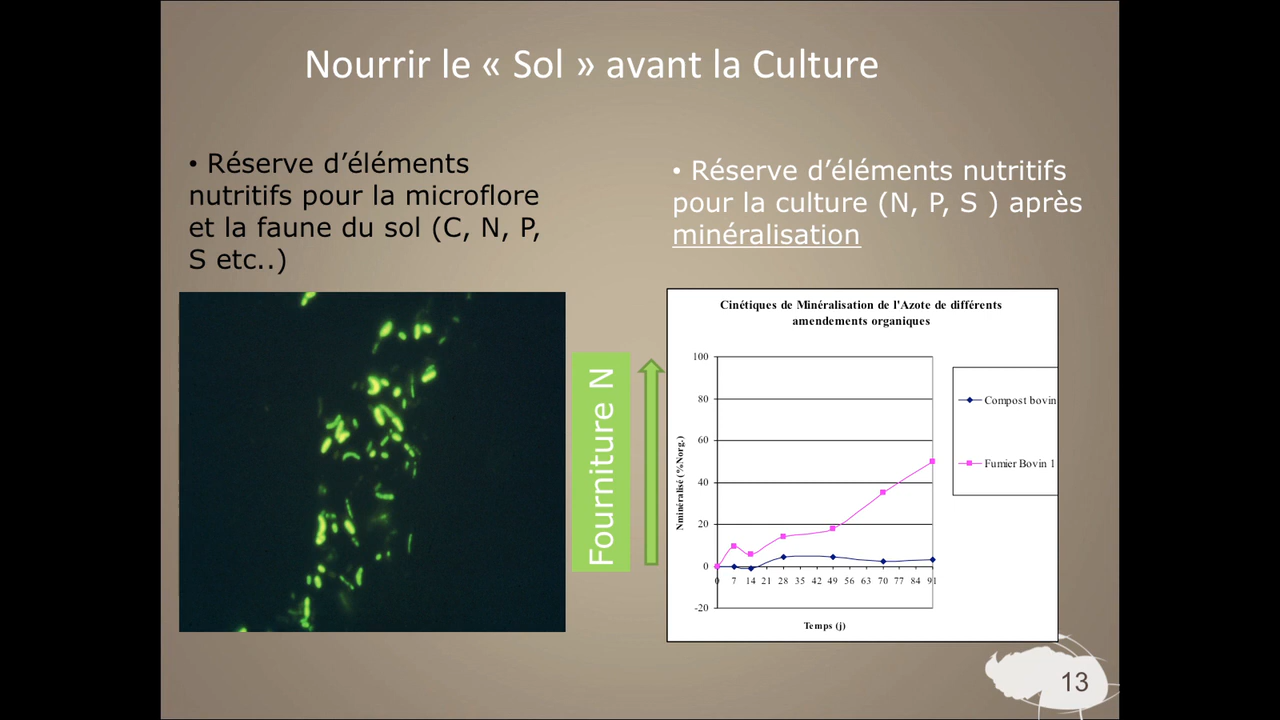 Nourrir le « Sol » avant la Culture
• Réserve d’éléments
nutritifs pour la microflore
et la faune du sol (C, N, P,
S etc..)
• Réserve d’éléments nutritifs
pour la culture (N, P, S ) après
minéralisation
Fourniture N
Cinétiques de Minéralisation de l'Azote de différents
amendements organiques
Nminéralisé (%Norg.)
100
80
60
40
20
0
-20
0 7 14 21 28 35 42 49 56 63 70 77 84 91
Temps (j)
Compost bovin
Fumier Bovin 1
13